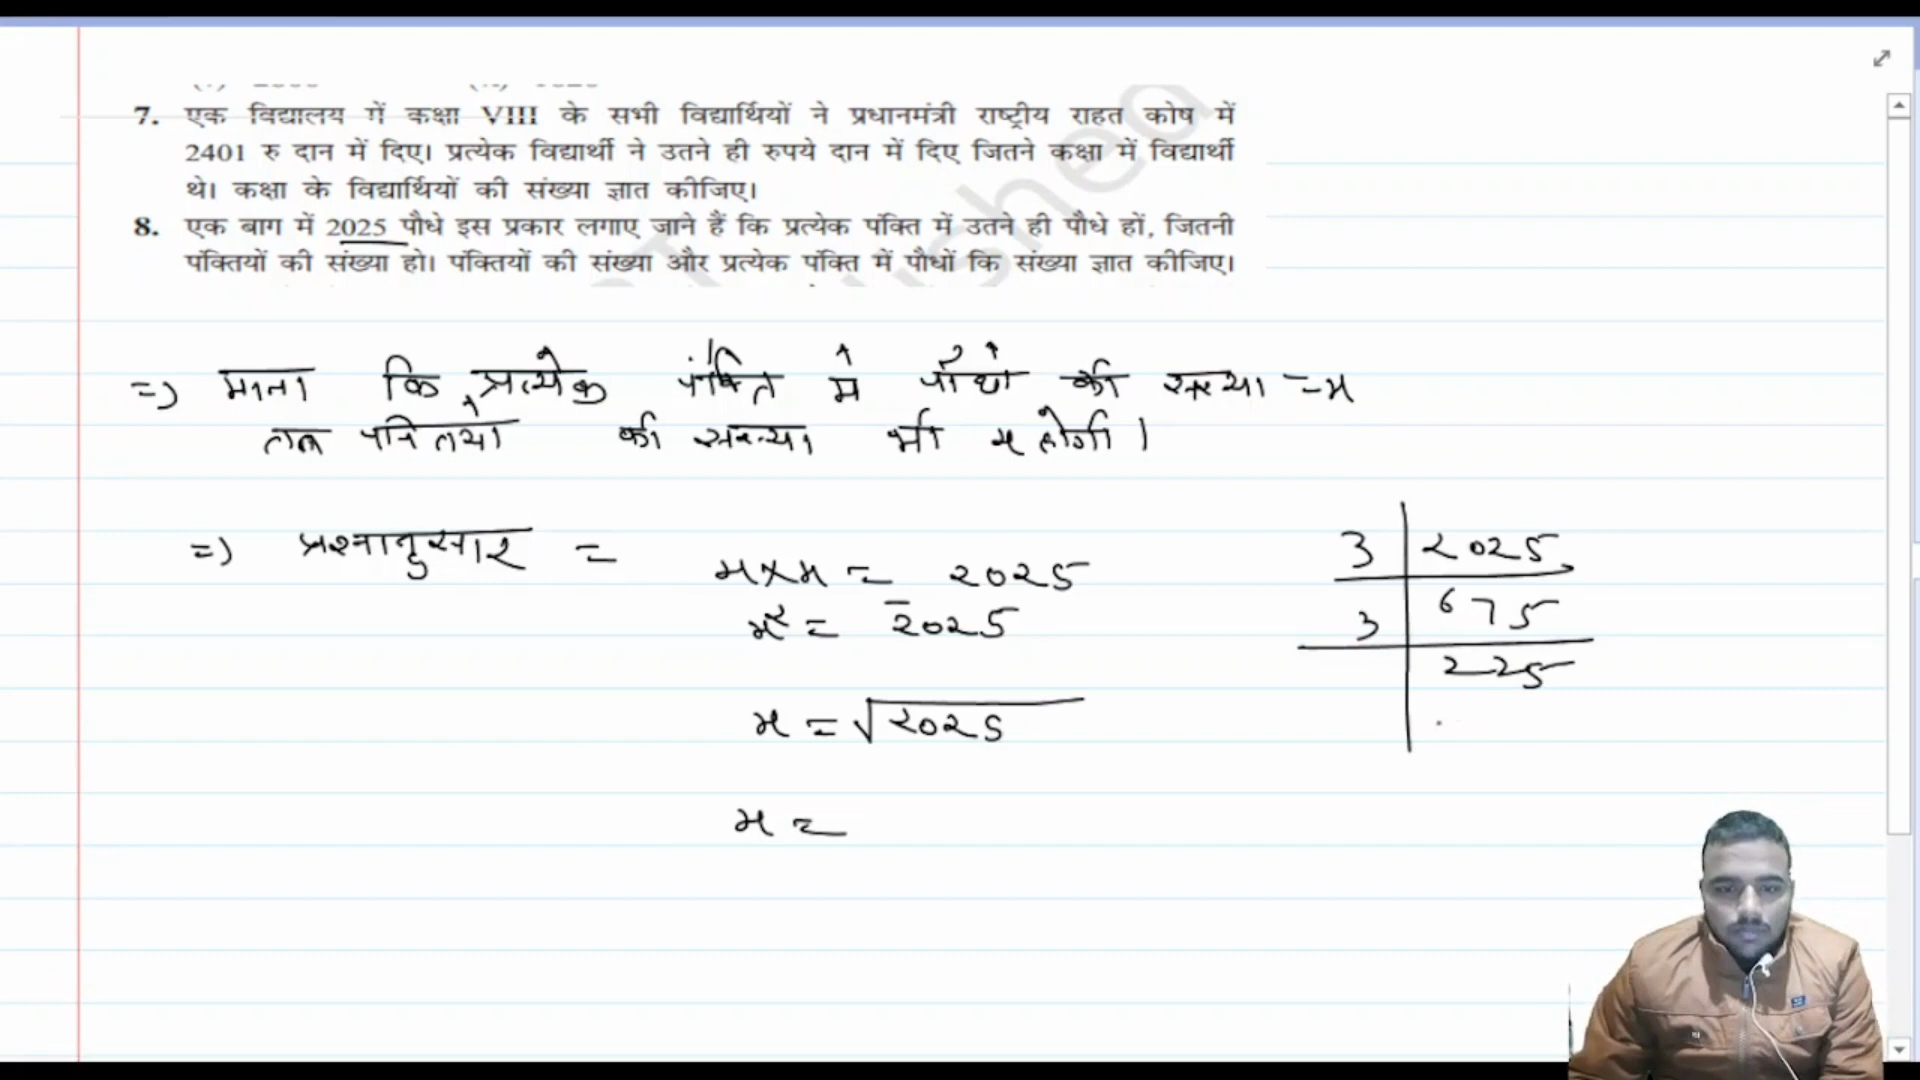 7. एक विद्यालय में कक्षा VIII के सभी विद्यार्थियों ने प्रधानमंत्री राष्ट्रीय राहत कोष में
2401 रु दान में दिए। प्रत्येक विद्यार्थी ने उतने ही रुपये दान में दिए जितने कक्षा में विद्यार्थी
थे। कक्षा के विद्यार्थियों की संख्या ज्ञात कीजिए।
8. एक बाग में 2025 पौधे इस प्रकार लगाए जाने हैं कि प्रत्येक पंक्ति में उतने ही पौधे हों, जितनी
पंक्तियों की संख्या हो। पंक्तियों की संख्या और प्रत्येक पंक्ति में पौधों कि संख्या ज्ञात कीजिए।
=> माना कि प्रत्येक पंक्ति में पौधों की संख्या = x
तब पंक्तियों की संख्या भी x होगी।
=> प्रश्नानुसार =
x × x = 2025
x² = 2025
x = √2025
x =
3 | 2025
3 | 675
225